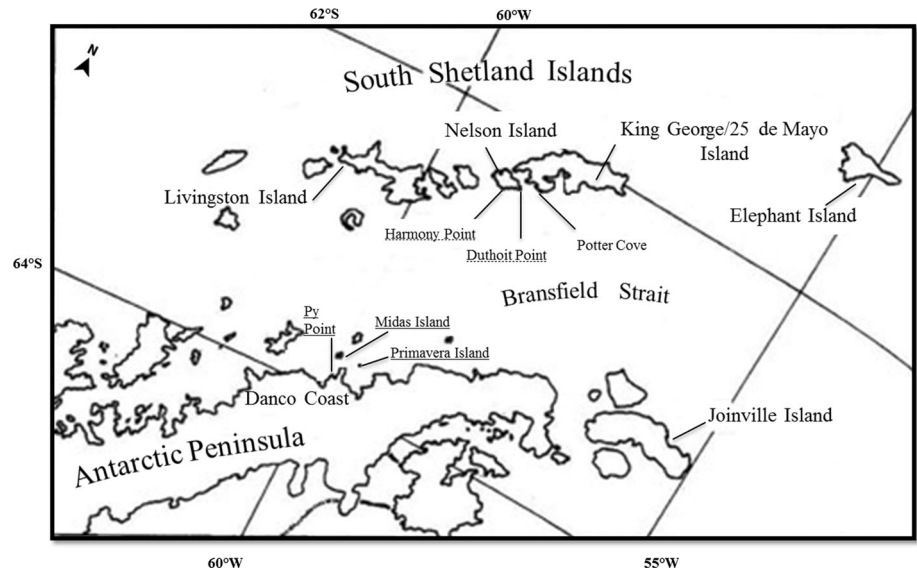 62°S
60°W
N
South Shetland Islands
Nelson Island
King George/25 de Mayo
Island
Livingston Island
Elephant Island
Harmony Point
Duthoit Point
Potter Cove
64°S
Bransfield Strait
Py
Point
Midas Island
Primavera Island
Danco Coast
Joinville Island
Antarctic Peninsula
60°W
55°W